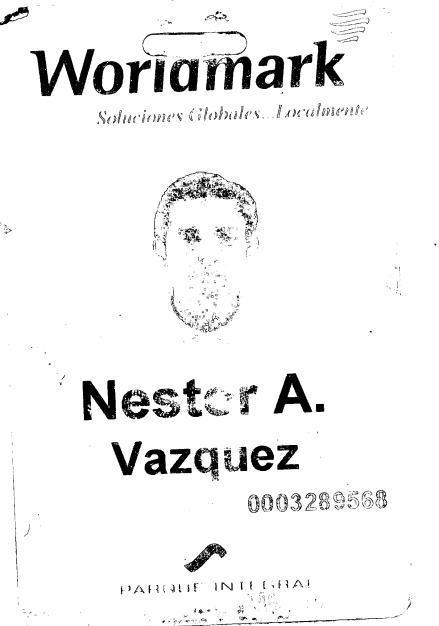 Worldmark
Soluciones Globales...Localmente
Nestor A.
Vazquez
0003289568
PARQUE INTEGRAL